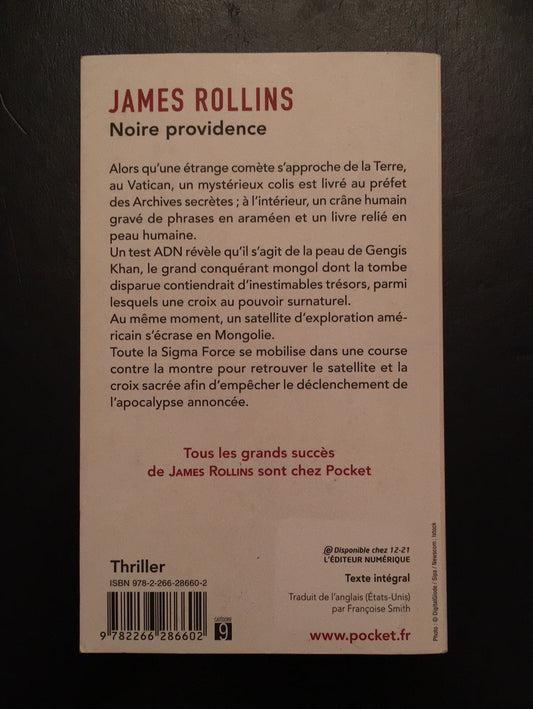 JAMES ROLLINS
Noire providence
Alors qu'une étrange comète s'approche de la Terre,
au Vatican, un mystérieux colis est livré au préfet
des Archives secrètes ; à l'intérieur, un crâne humain
gravé de phrases en araméen et un livre relié en
peau humaine.
Un test ADN révèle qu'il s'agit de la peau de Gengis
Khan, le grand conquérant mongol dont la tombe
disparue contiendrait d'inestimables trésors, parmi
lesquels une croix au pouvoir surnaturel.
Au même moment, un satellite d'exploration amé-
ricain s'écrase en Mongolie.
Toute la Sigma Force se mobilise dans une course
contre la montre pour retrouver le satellite et la
croix sacrée afin d'empêcher le déclenchement de
l'apocalypse annoncée.
Tous les grands succès
de JAMES ROLLINS sont chez Pocket
@ Disponible chez 12-21
L'ÉDITEUR NUMÉRIQUE
Texte intégral
Traduit de l'anglais (États-Unis)
par Françoise Smith
www.pocket.fr
Thriller
ISBN 978-2-266-28660-2
9 782266 286602
CATÉGORIE
9
Photo : © DigitalGlobe / Sipa / Newscom ; Istock